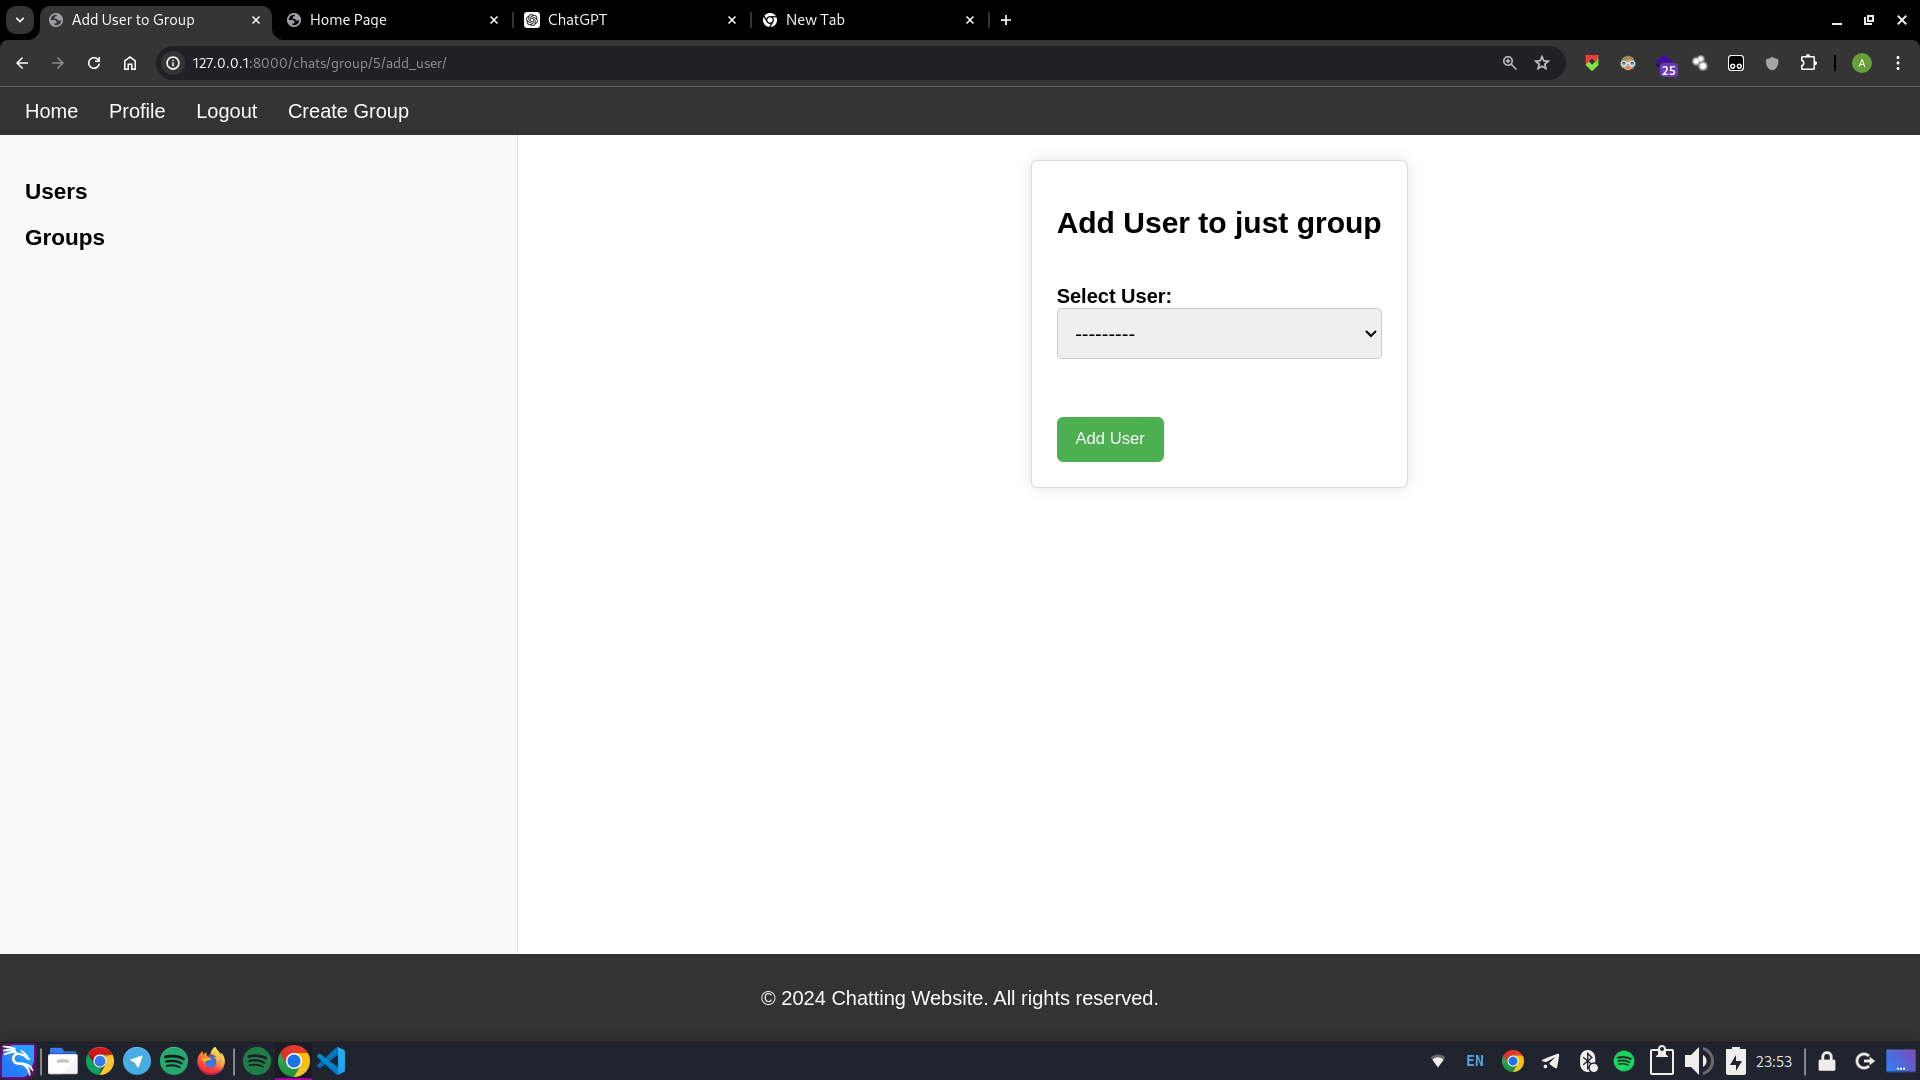 Add User to Group
Home Page
ChatGPT
New Tab
127.0.0.1:8000/chats/group/5/add_user/
25
A
Home
Profile
Logout
Create Group
Users
Groups
Add User to just group
Select User:
---------
Add User
© 2024 Chatting Website. All rights reserved.
EN
23:53